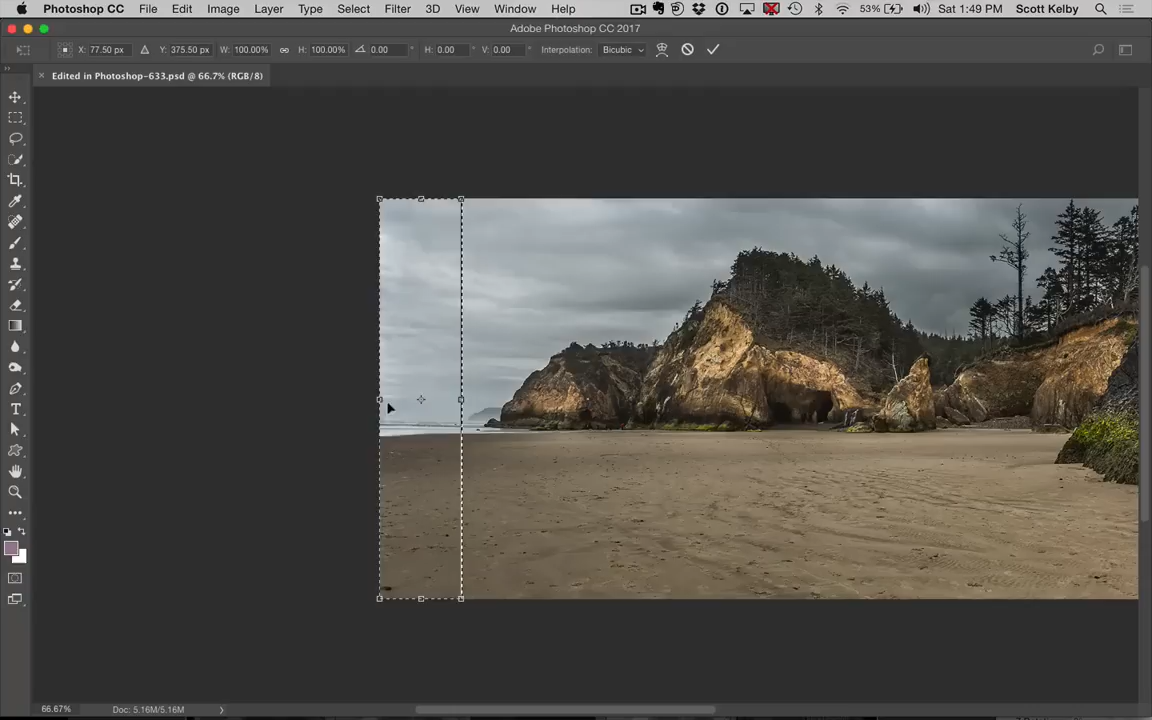 Photoshop CC File Edit Image Layer Type Select Filter 3D View Window Help 53% Sat 1:49 PM Scott Kelby
Adobe Photoshop CC 2017
X: 77.50 px Y: 375.50 px W: 100.00% H: 100.00% 0.00 ° H: 0.00 ° V: 0.00 ° Interpolation: Bicubic
× Edited in Photoshop-633.psd @ 66.7% (RGB/8)
66.67% Doc: 5.16M/5.16M